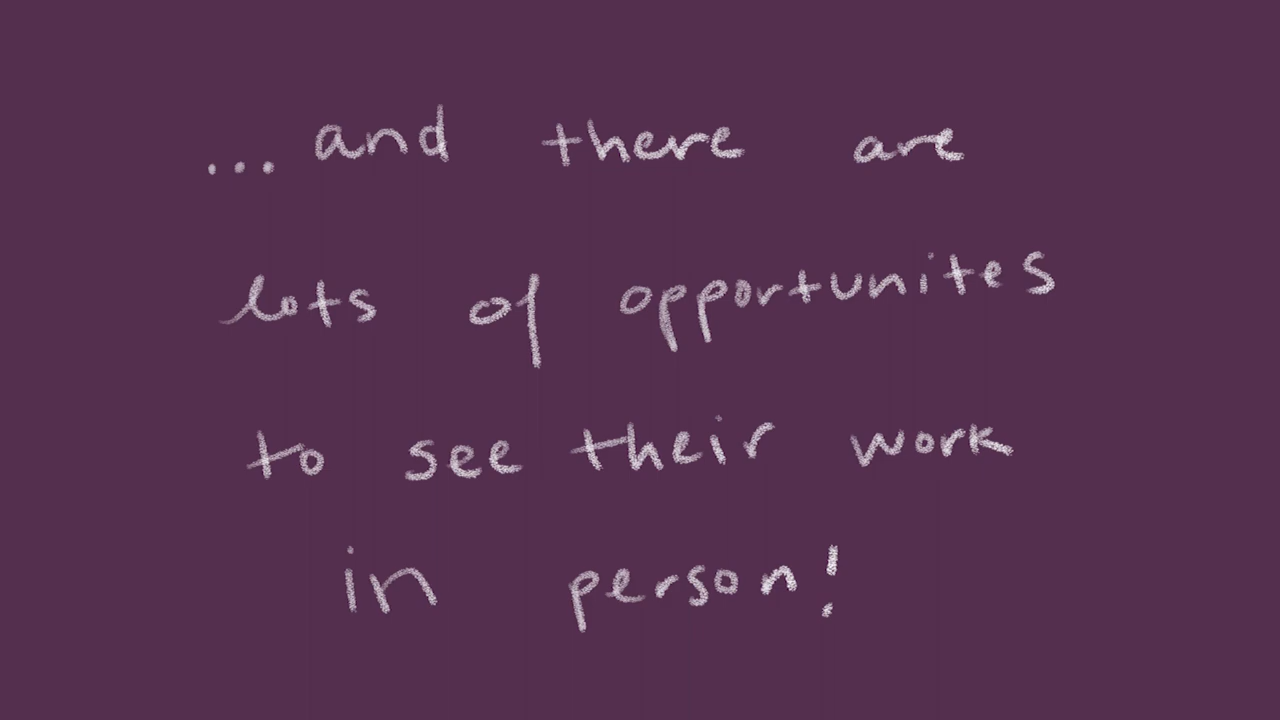 ...and there are
lots of opportunites
to see their work
in person!